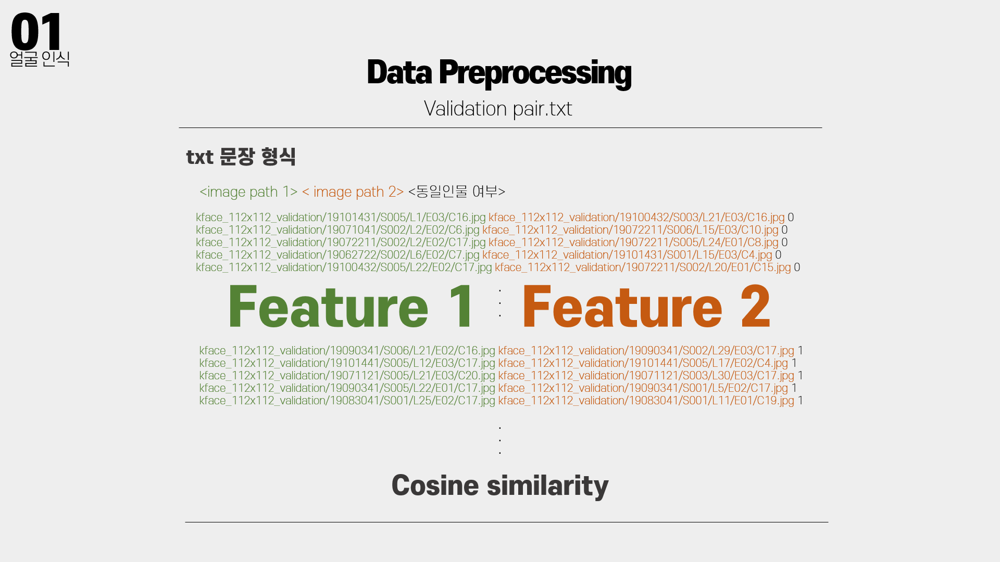 01
얼굴 인식
Data Preprocessing
Validation pair.txt
txt 문장 형식
<image path 1> < image path 2> <동일인물 여부>
kface_112x112_validation/19101431/S005/L1/E03/C16.jpg kface_112x112_validation/19100432/S003/L21/E03/C16.jpg 0
kface_112x112_validation/19071041/S002/L2/E02/C6.jpg kface_112x112_validation/19072211/S006/L15/E03/C10.jpg 0
kface_112x112_validation/19072211/S002/L2/E02/C17.jpg kface_112x112_validation/19072211/S005/L24/E01/C8.jpg 0
kface_112x112_validation/19062722/S002/L6/E02/C7.jpg kface_112x112_validation/19101431/S001/L15/E03/C4.jpg 0
kface_112x112_validation/19100432/S005/L22/E02/C17.jpg kface_112x112_validation/19072211/S002/L20/E01/C15.jpg 0
.
.
.
Feature 1 Feature 2
kface_112x112_validation/19090341/S006/L21/E02/C16.jpg kface_112x112_validation/19090341/S002/L29/E03/C17.jpg 1
kface_112x112_validation/19101441/S005/L12/E03/C17.jpg kface_112x112_validation/19101441/S005/L17/E02/C4.jpg 1
kface_112x112_validation/19071121/S005/L21/E03/C20.jpg kface_112x112_validation/19071121/S003/L30/E03/C17.jpg 1
kface_112x112_validation/19090341/S005/L22/E01/C17.jpg kface_112x112_validation/19090341/S001/L5/E02/C17.jpg 1
kface_112x112_validation/19083041/S001/L25/E02/C17.jpg kface_112x112_validation/19083041/S001/L11/E01/C19.jpg 1
.
.
.
Cosine similarity